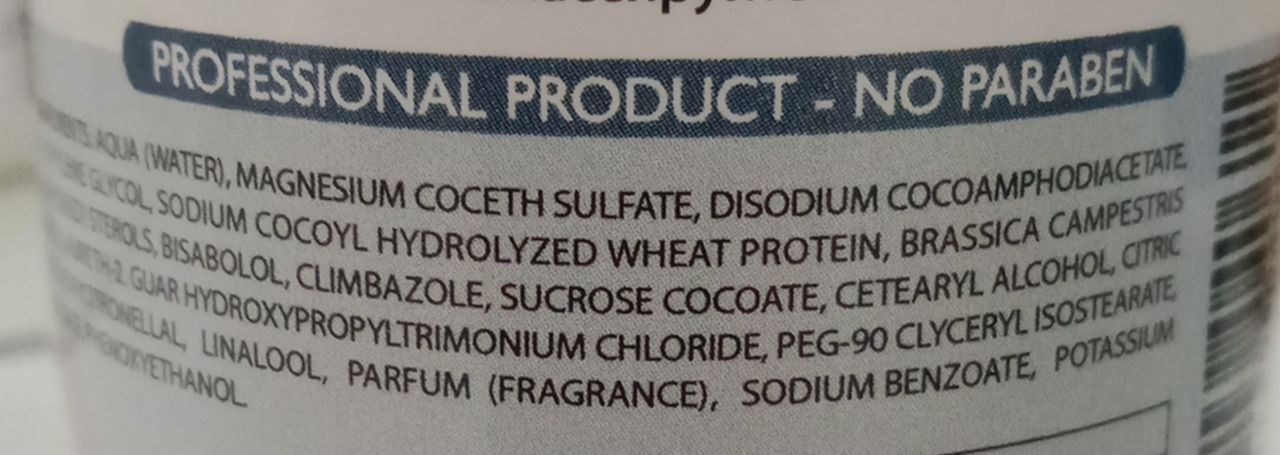 PROFESSIONAL PRODUCT - NO PARABEN
AQUA (WATER), MAGNESIUM COCETH SULFATE, DISODIUM COCOAMPHODIACETATE,
GLYCOL, SODIUM COCOYL HYDROLYZED WHEAT PROTEIN, BRASSICA CAMPESTRIS
STEROLS, BISABOLOL, CLIMBAZOLE, SUCROSE COCOATE, CETEARYL ALCOHOL, CITRIC
GUAR HYDROXYPROPYLTRIMONIUM CHLORIDE, PEG-90 CLYCERYL ISOSTEARATE,
LINALOOL, PARFUM (FRAGRANCE), SODIUM BENZOATE, POTASSIUM
PHENOXYETHANOL.